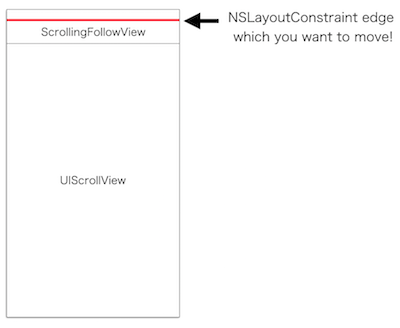 NSLayoutConstraint edge
which you want to move!
ScrollingFollowView
UIScrollView